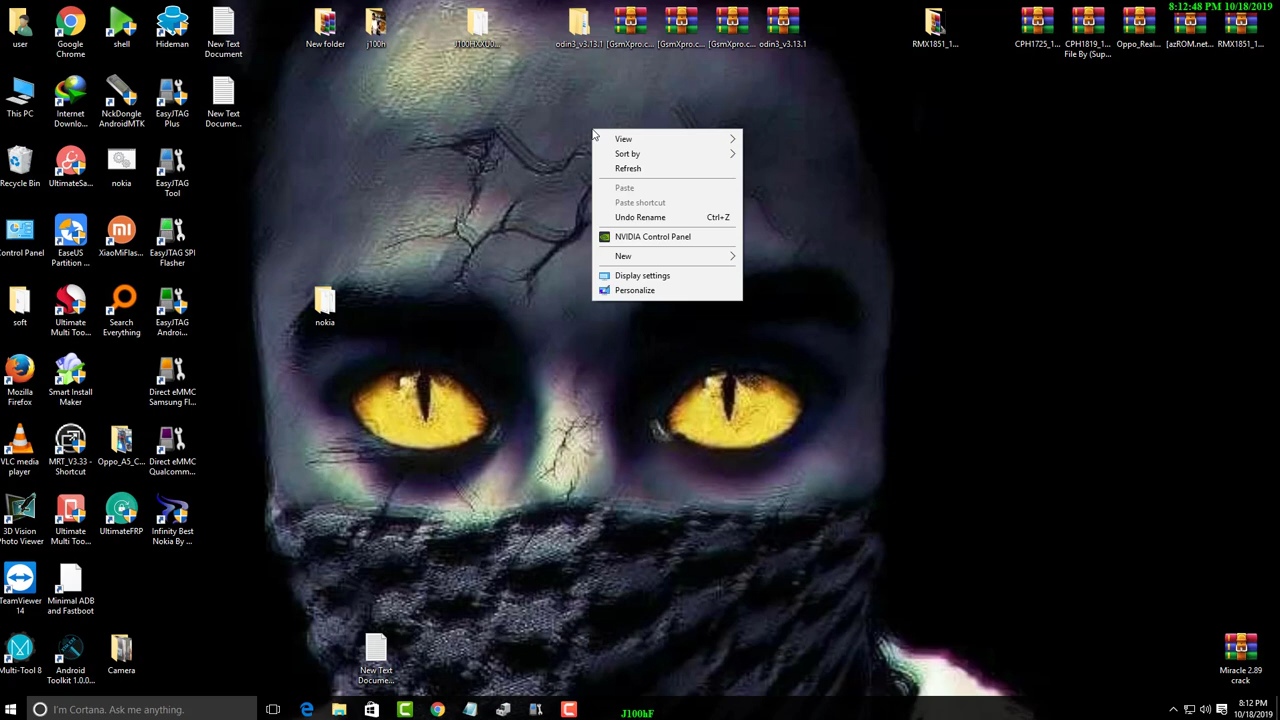 8:12:48 PM 10/18/2019
user
Google
Chrome
shell
Hideman
New Text
Document
New folder
j100h
J100HXXU0...
odin3_v3.13.1
[GsmXpro.c...
[GsmXpro.c...
[GsmXpro.c...
odin3_v3.13.1
RMX1851_1...
CPH1725_1...
CPH1819_1...
File By (Sup...
Oppo_Real...
[azROM.net...
RMX1851_1...
This PC
Internet
Downlo...
NckDongle
AndroidMTK
EasyJTAG
Plus
New Text
Docume...
Recycle Bin
UltimateSa...
nokia
EasyJTAG
Tool
Control Panel
EaseUS
Partition ...
XiaoMiFlas...
EasyJTAG SPI
Flasher
soft
Ultimate
Multi Too...
Search
Everything
EasyJTAG
Androi...
nokia
Mozilla
Firefox
Smart Install
Maker
Direct eMMC
Samsung Fl...
VLC media
player
MRT_V3.33 -
Shortcut
Oppo_A5_C...
Direct eMMC
Qualcomm...
3D Vision
Photo Viewer
Ultimate
Multi Too...
UltimateFRP
Infinity Best
Nokia By ...
TeamViewer
14
Minimal ADB
and Fastboot
Multi-Tool 8
Android
Toolkit 1.0.0...
Camera
New Text
Docume...
Miracle 2.89
crack
View
Sort by
Refresh
Paste
Paste shortcut
Undo Rename Ctrl+Z
NVIDIA Control Panel
New
Display settings
Personalize
I'm Cortana. Ask me anything.
J100hF
8:12 PM
10/18/2019